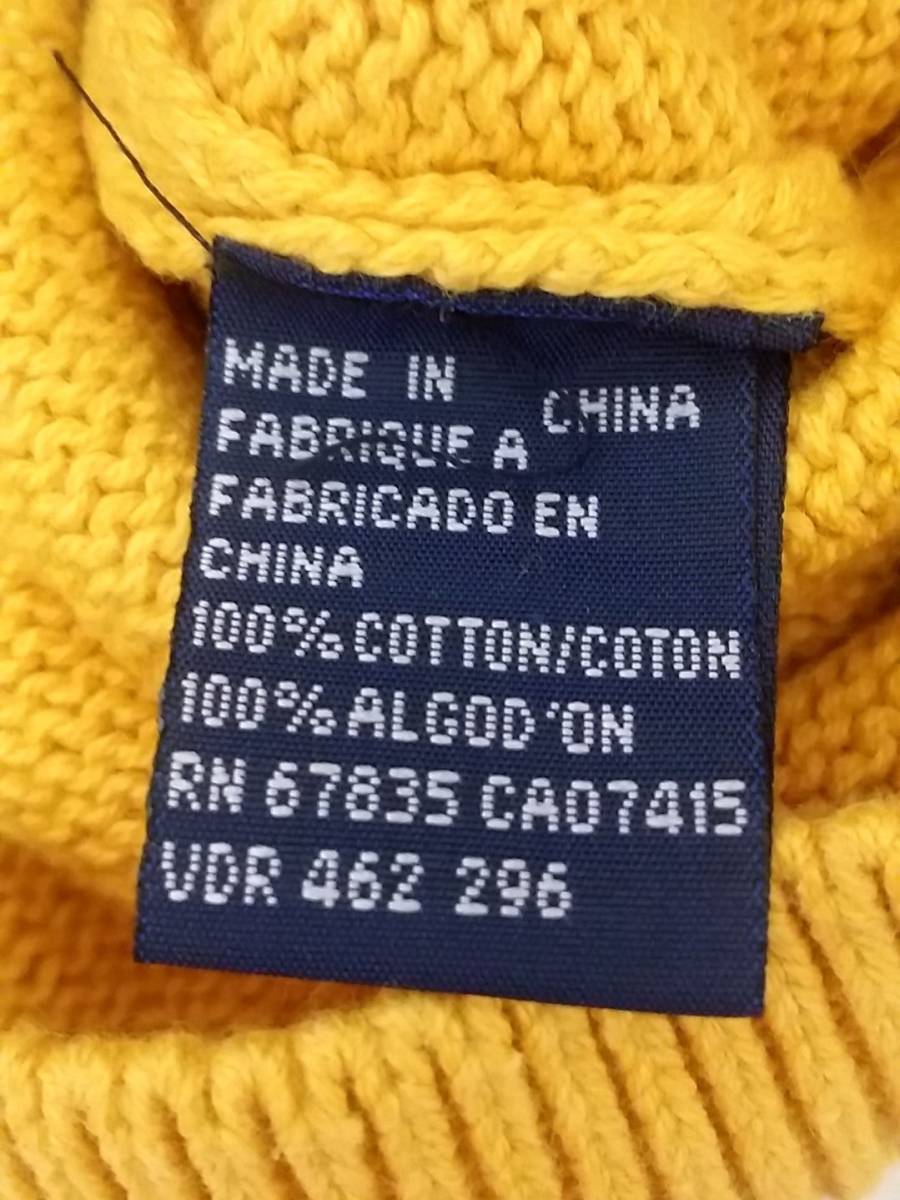 MADE IN
FABRIQUE A CHINA
FABRICADO EN
CHINA
100% COTTON/COTON
100% ALGOD'ON
RN 67835 CA07415
VDR 462 296